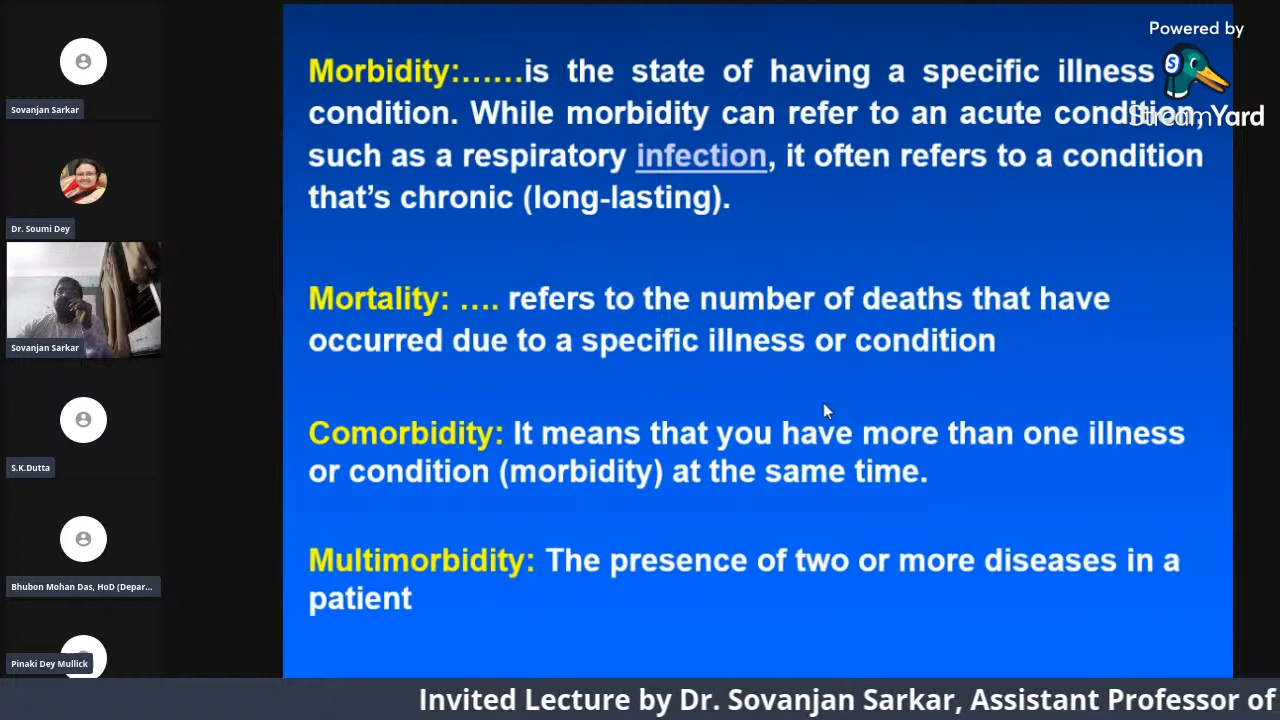 Sovanjan Sarkar
Dr. Soumi Dey
Sovanjan Sarkar
S.K.Dutta
Bhubon Mohan Das, HoD (Depar...
Pinaki Dey Mullick
Powered by
StreamYard
Morbidity:......is the state of having a specific illness
condition. While morbidity can refer to an acute condition,
such as a respiratory infection, it often refers to a condition
that’s chronic (long-lasting).
Mortality: .... refers to the number of deaths that have
occurred due to a specific illness or condition
Comorbidity: It means that you have more than one illness
or condition (morbidity) at the same time.
Multimorbidity: The presence of two or more diseases in a
patient
Invited Lecture by Dr. Sovanjan Sarkar, Assistant Professor of